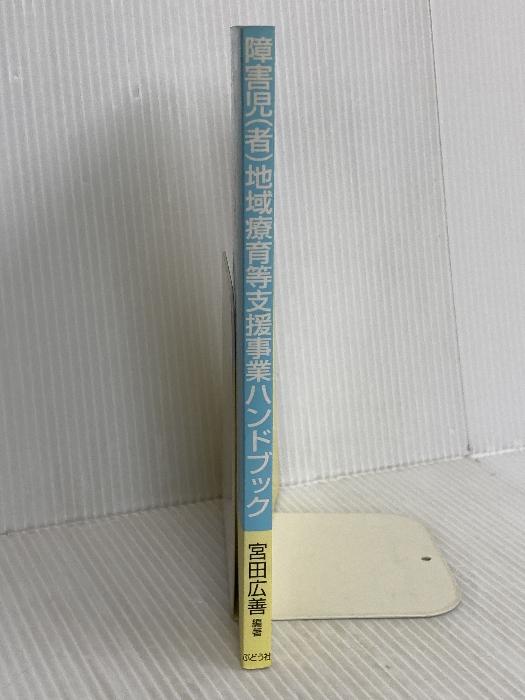 障害児(者)地域療育等支援事業ハンドブック
宮田広善 編著
ぶどう社